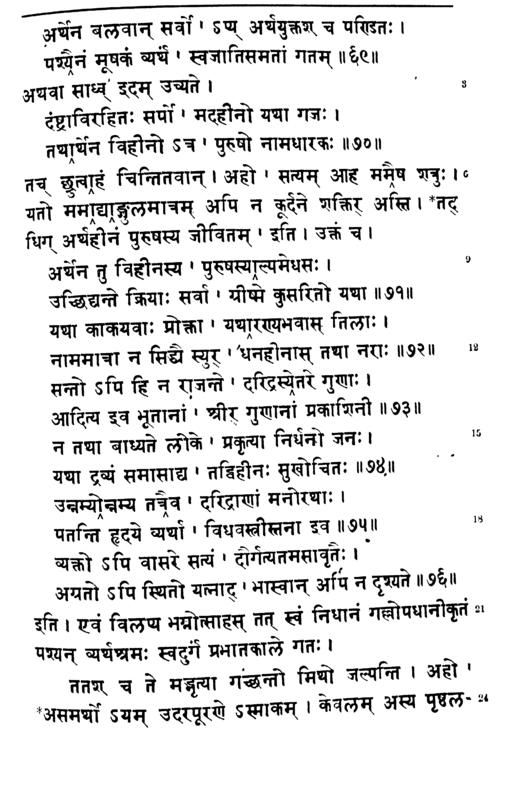 अर्थेन बलवान् सर्वो ' ऽप्य् अर्थयुक्तश् च पण्डितः ।
पश्यैनं मूषकं व्यर्थं ' स्वजातिसमतां गतम् ॥६९॥
अथवा साध्व् इदम् उच्यते । 3
दंष्ट्राविरहितः सर्पो ' मदहीनो यथा गजः ।
तथार्थेन विहीनो ऽत्र ' पुरुषो नामधारकः ॥७०॥
तच् छ्रुत्वाहं चिन्तितवान् । अहो ' सत्यम् आह ममैष शत्रुः । 6
यतो ममाद्याङ्गुलमात्रम् अपि न कूर्दने शक्तिर् अस्ति । *तद्
धिग् अर्थहीनं पुरुषस्य जीवितम् ' इति । उक्तं च ।
अर्थेन तु विहीनस्य ' पुरुषस्याल्पमेधसः । 9
उच्छिद्यन्ते क्रियाः सर्वा ' ग्रीष्मे कुसरितो यथा ॥७१॥
यथा काकयवाः प्रोक्ता ' यथारण्यभवास् तिलाः ।
नाममात्रा न सिद्ध्यै स्युर् ' धनहीनास् तथा नराः ॥७२॥ 12
सन्तो ऽपि हि न राजन्ते ' दरिद्रस्येतरे गुणाः ।
आदित्य इव भूतानां ' श्रीर् गुणानां प्रकाशिनी ॥७३॥
न तथा बाध्यते लोके ' प्रकृत्या निर्धनो जनः । 15
यथा द्रव्यं समासाद्य ' तद्विहीनः सुखोचितः ॥७४॥
उन्नम्योन्नम्य तत्रैव ' दरिद्राणां मनोरथाः ।
पतन्ति हृदये व्यर्था ' विधवस्त्रीस्तना इव ॥७५॥ 18
व्यक्तो ऽपि वासरे सत्यं ' दौर्गत्यतमसावृतैः ।
अग्रतो ऽपि स्थितो यत्नाद् ' भास्वान् अपि न दृश्यते ॥७६॥
इति । एवं विलप्य भग्नोत्साहस् तत् स्वं निधानं गल्लोपधानीकृतं 21
पश्यन् व्यर्थश्रमः स्वदुर्गं प्रभातकाले गतः ।
ततश् च ते मद्भृत्या गच्छन्तो मिथो जल्पन्ति । अहो '
*असमर्थो ऽयम् उदरपूरणे ऽस्माकम् । केवलम् अस्य पृष्ठल- 24